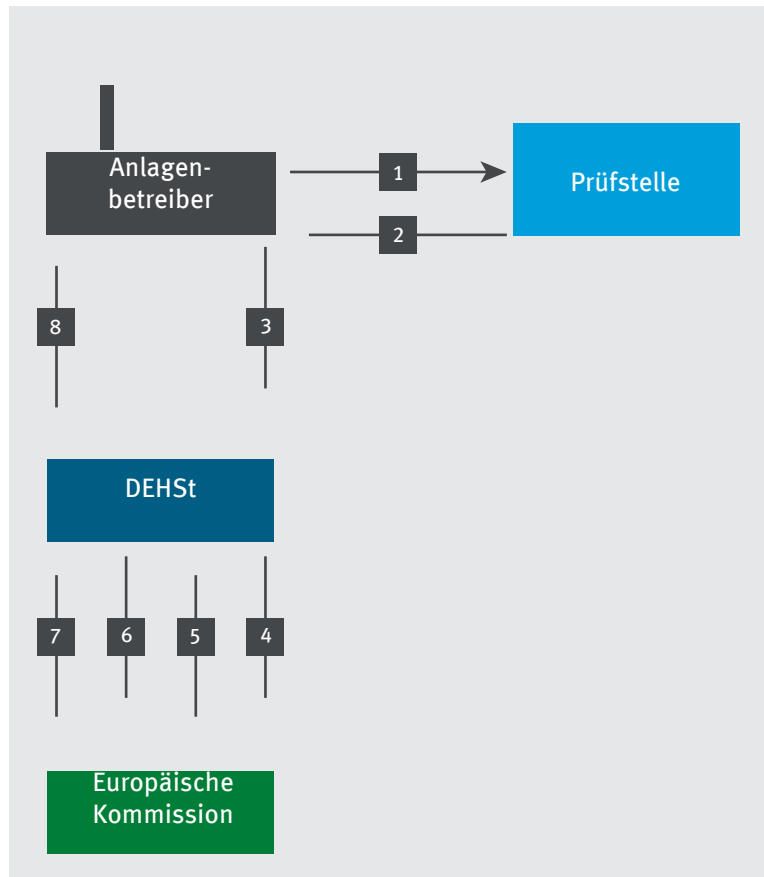 Anlagen-
betreiber
1
Prüfstelle
2
8
3
DEHSt
7
6
5
4
Europäische
Kommission